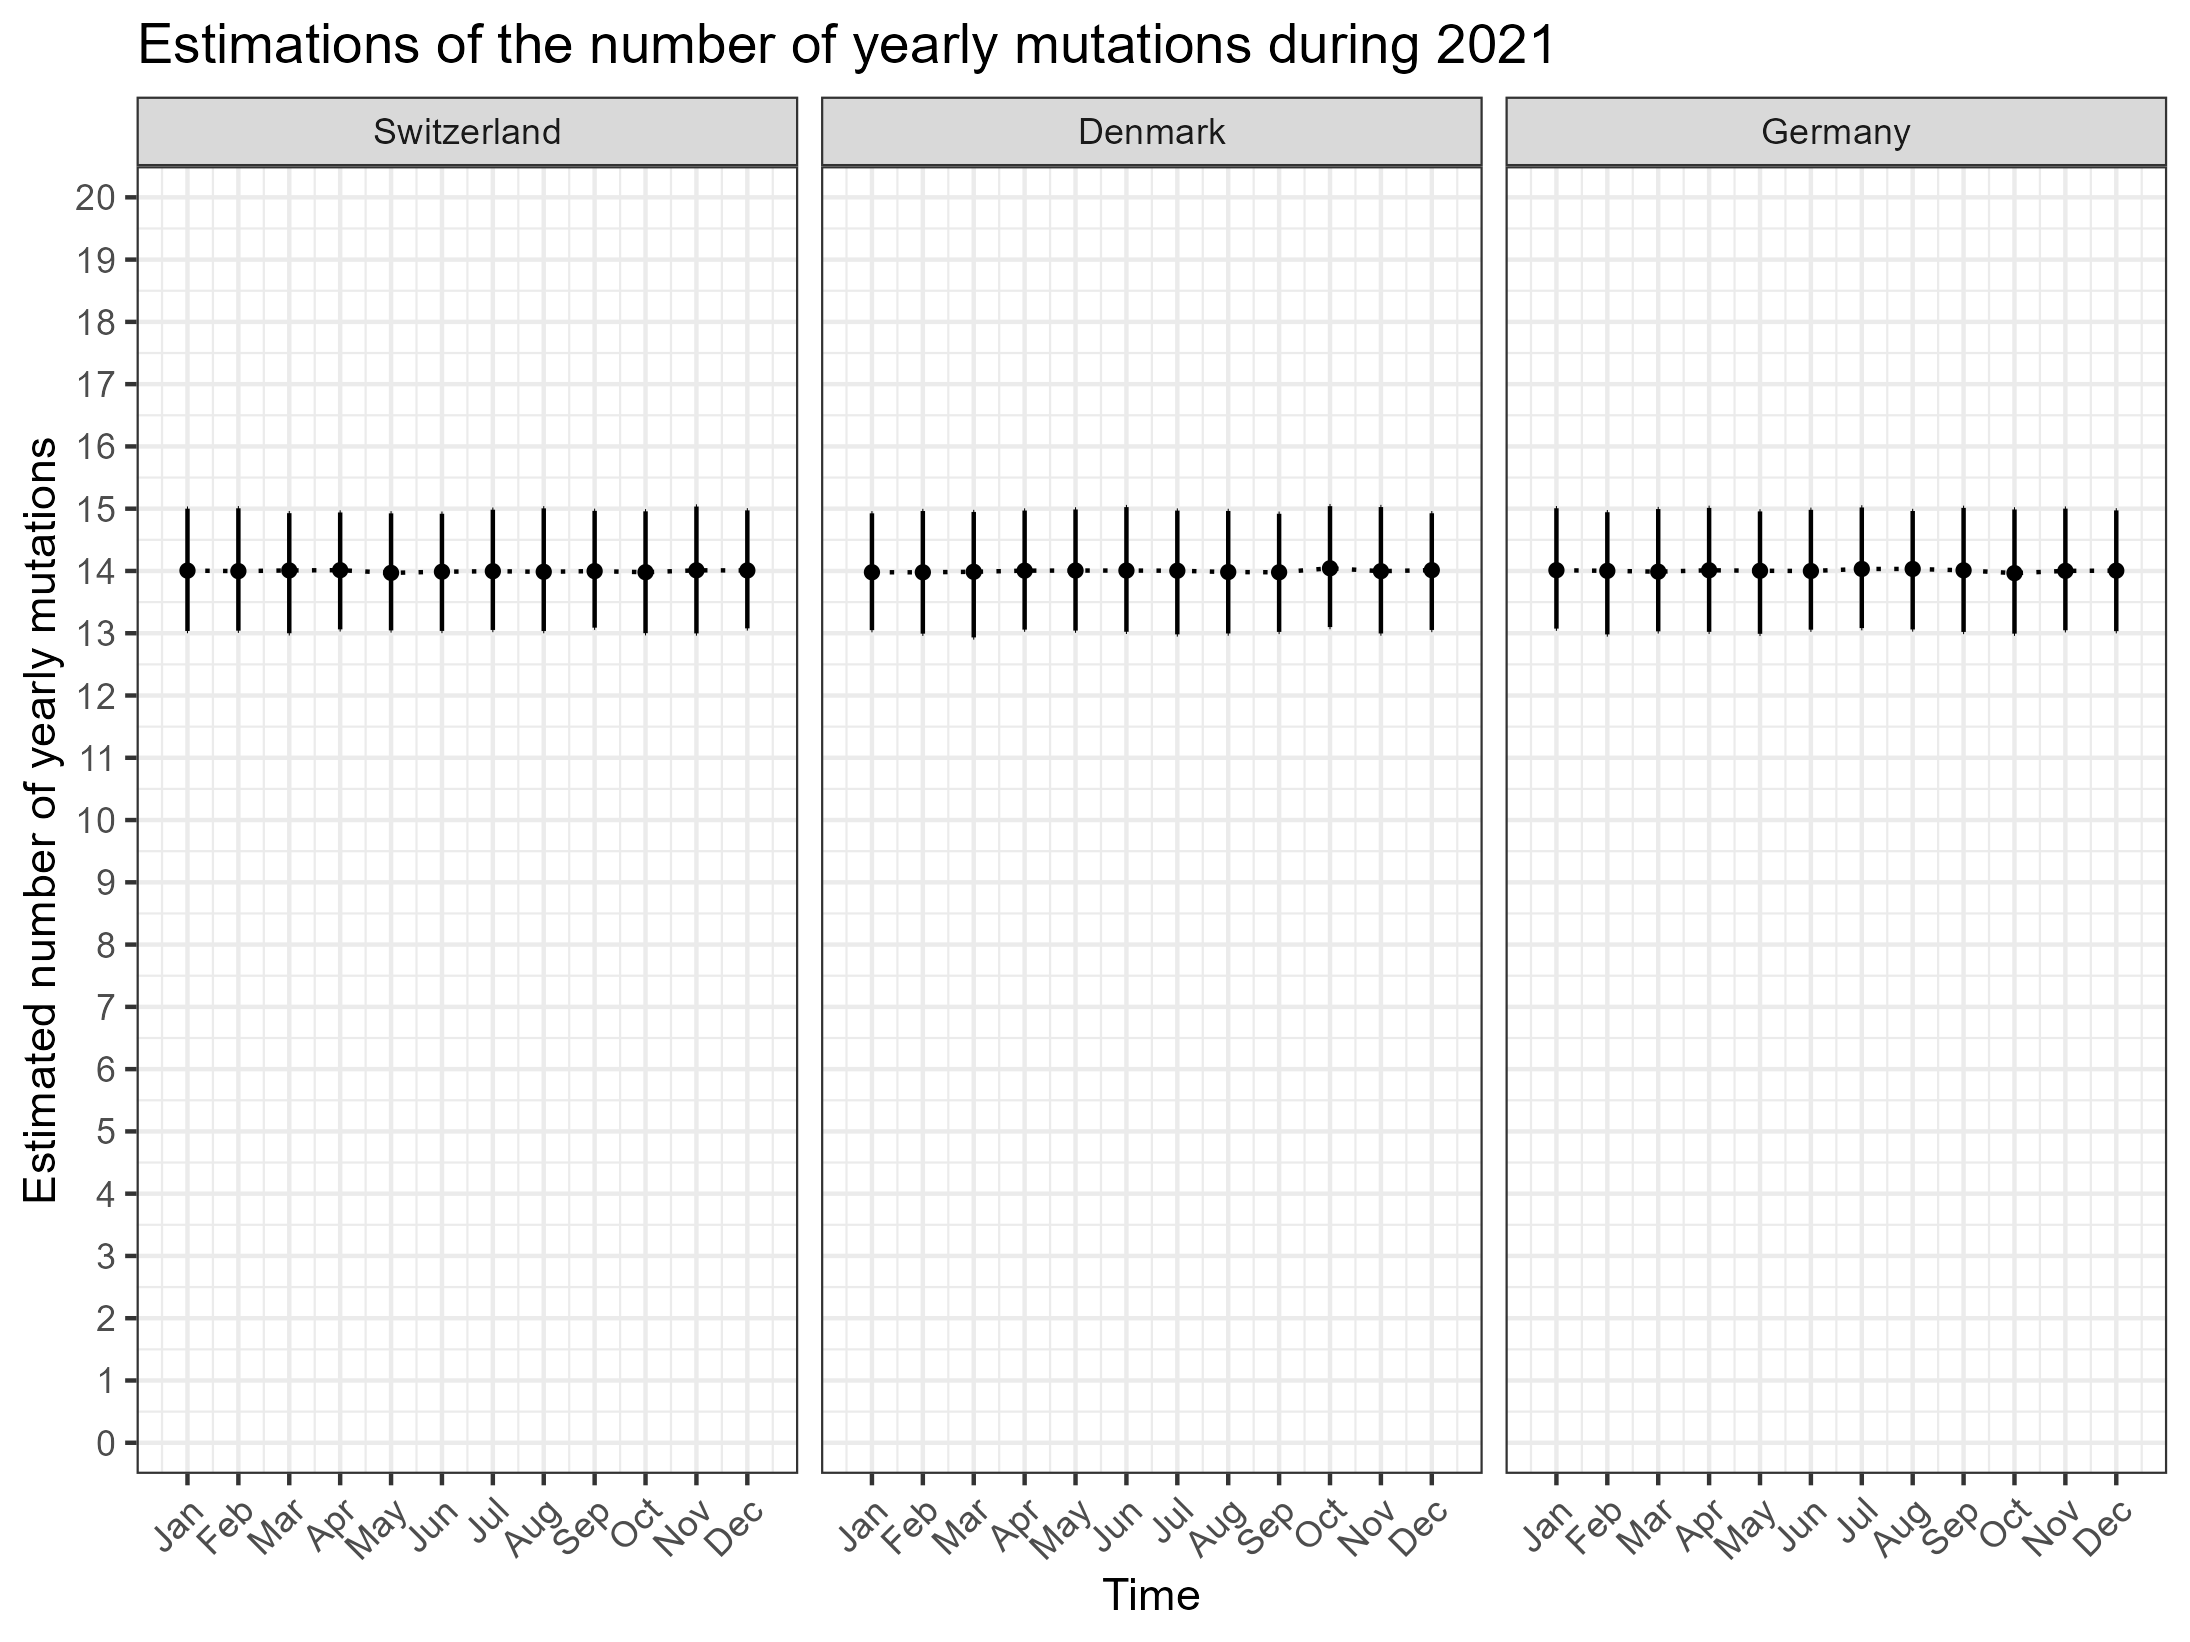 Estimations of the number of yearly mutations during 2021
Switzerland
Denmark
Germany
Estimated number of yearly mutations
20
19
18
17
16
15
14
13
12
11
10
9
8
7
6
5
4
3
2
1
0
Jan Feb Mar Apr May Jun Jul Aug Sep Oct Nov Dec
Jan Feb Mar Apr May Jun Jul Aug Sep Oct Nov Dec
Jan Feb Mar Apr May Jun Jul Aug Sep Oct Nov Dec
Time